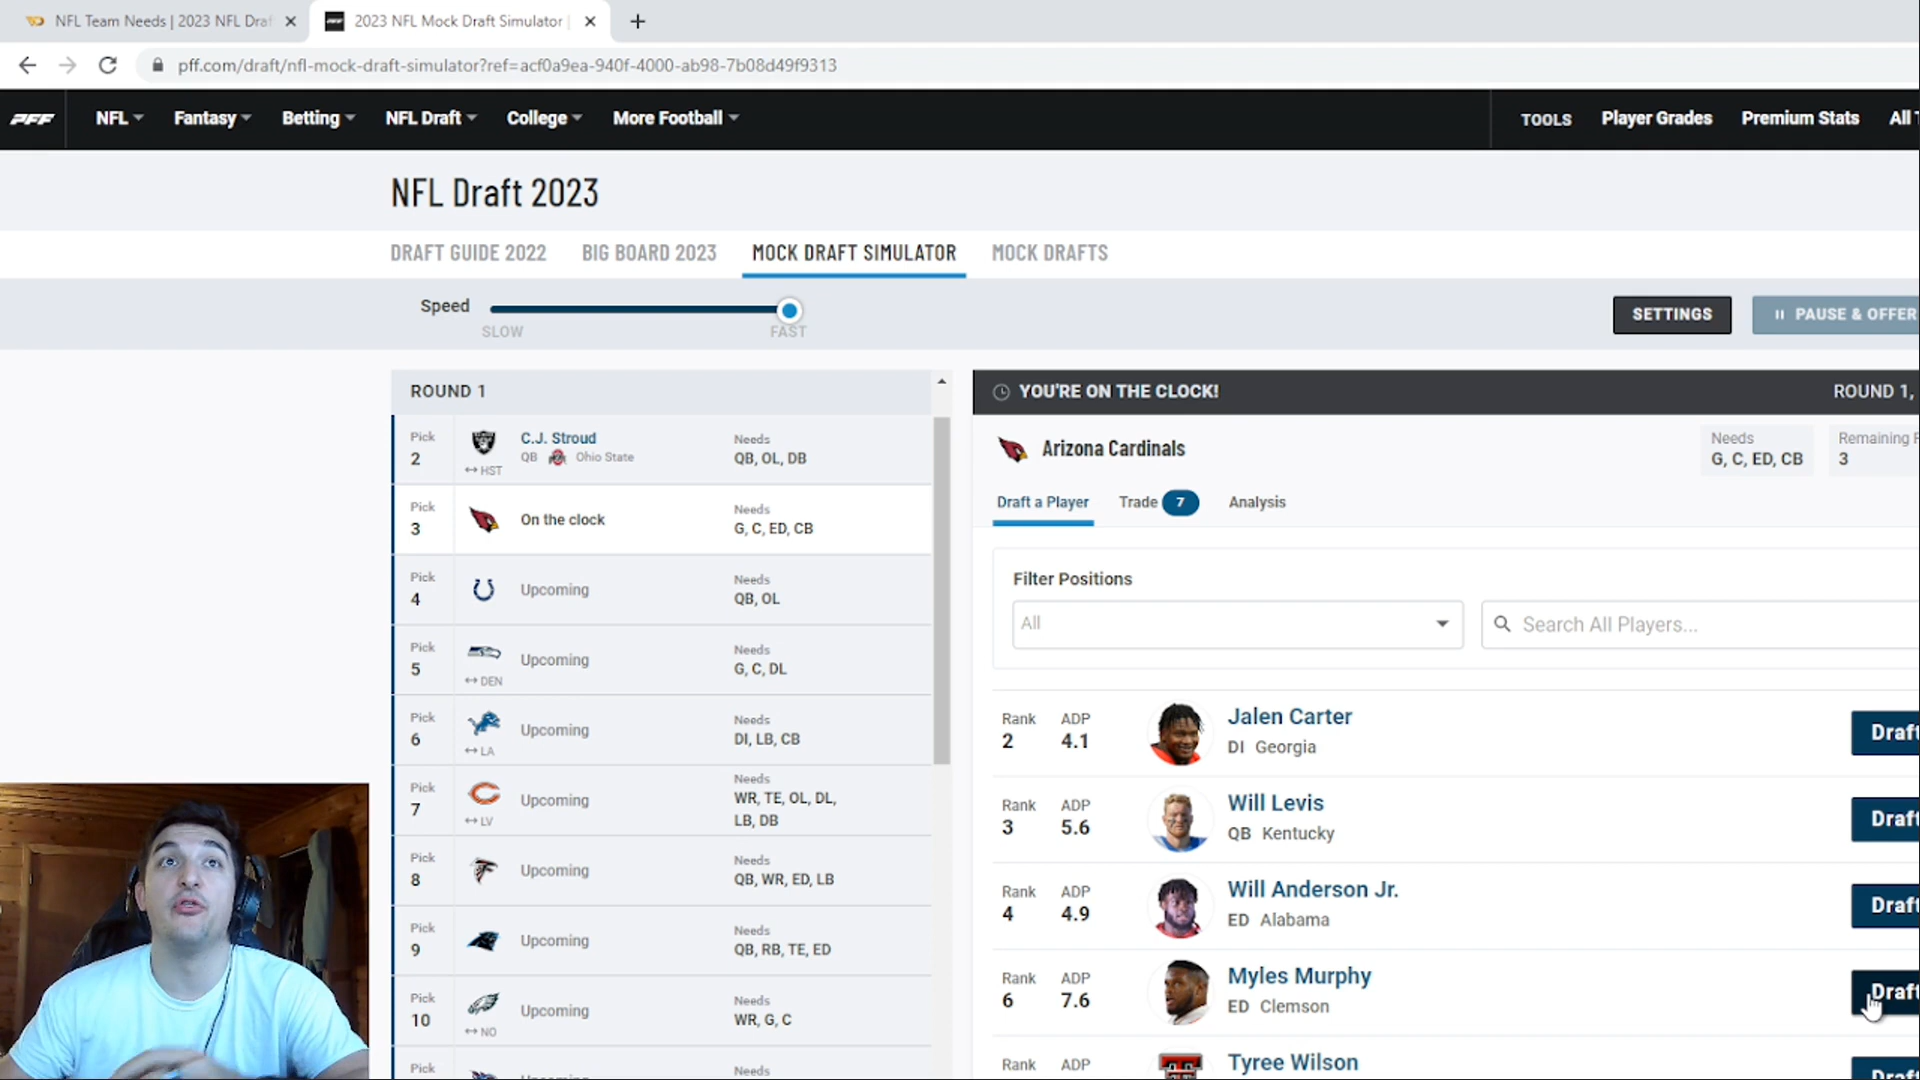 NFL Team Needs | 2023 NFL Draf
2023 NFL Mock Draft Simulator |
pff.com/draft/nfl-mock-draft-simulator?ref=acf0a9ea-940f-4000-ab98-7b08d49f9313
PFF NFL Fantasy Betting NFL Draft College More Football TOOLS Player Grades Premium Stats All T
NFL Draft 2023
DRAFT GUIDE 2022 BIG BOARD 2023 MOCK DRAFT SIMULATOR MOCK DRAFTS
Speed
SLOW FAST
SETTINGS PAUSE & OFFER
ROUND 1
Pick 2
HST
C.J. Stroud
QB Ohio State
Needs
QB, OL, DB
Pick 3
On the clock
Needs
G, C, ED, CB
Pick 4
Upcoming
Needs
QB, OL
Pick 5
DEN
Upcoming
Needs
G, C, DL
Pick 6
LA
Upcoming
Needs
DI, LB, CB
Pick 7
LV
Upcoming
Needs
WR, TE, OL, DL,
LB, DB
Pick 8
Upcoming
Needs
QB, WR, ED, LB
Pick 9
Upcoming
Needs
QB, RB, TE, ED
Pick 10
NO
Upcoming
Needs
WR, G, C
Pick
Needs
YOU'RE ON THE CLOCK! ROUND 1,
Arizona Cardinals
Needs
G, C, ED, CB
Remaining P
3
Draft a Player Trade 7 Analysis
Filter Positions
All
Search All Players...
Rank 2 ADP 4.1
Jalen Carter
DI Georgia
Draft
Rank 3 ADP 5.6
Will Levis
QB Kentucky
Draft
Rank 4 ADP 4.9
Will Anderson Jr.
ED Alabama
Draft
Rank 6 ADP 7.6
Myles Murphy
ED Clemson
Draft
Rank ADP
Tyree Wilson
Draft